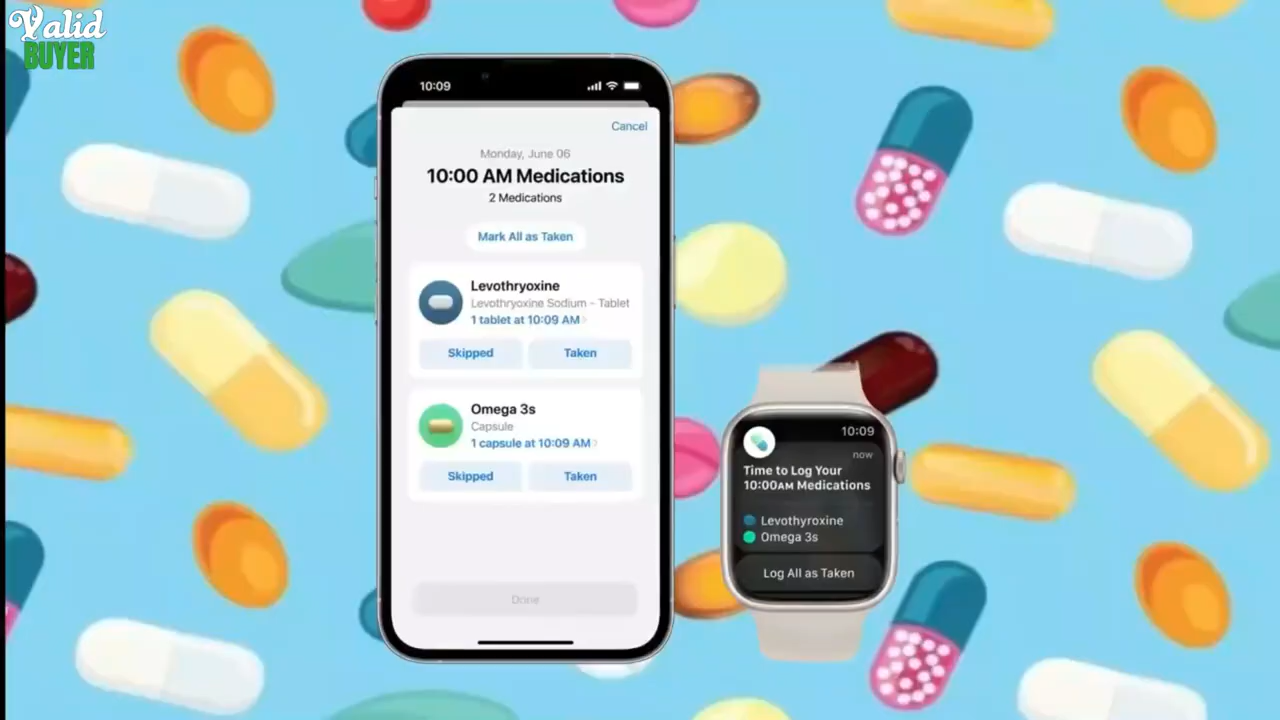 Valid
BUYER
10:09
Cancel
Monday, June 06
10:00 AM Medications
2 Medications
Mark All as Taken
Levothryoxine
Levothryoxine Sodium - Tablet
1 tablet at 10:09 AM
Skipped
Taken
Omega 3s
Capsule
1 capsule at 10:09 AM
Skipped
Taken
Done
10:09
now
Time to Log Your
10:00AM Medications
Levothyroxine
Omega 3s
Log All as Taken